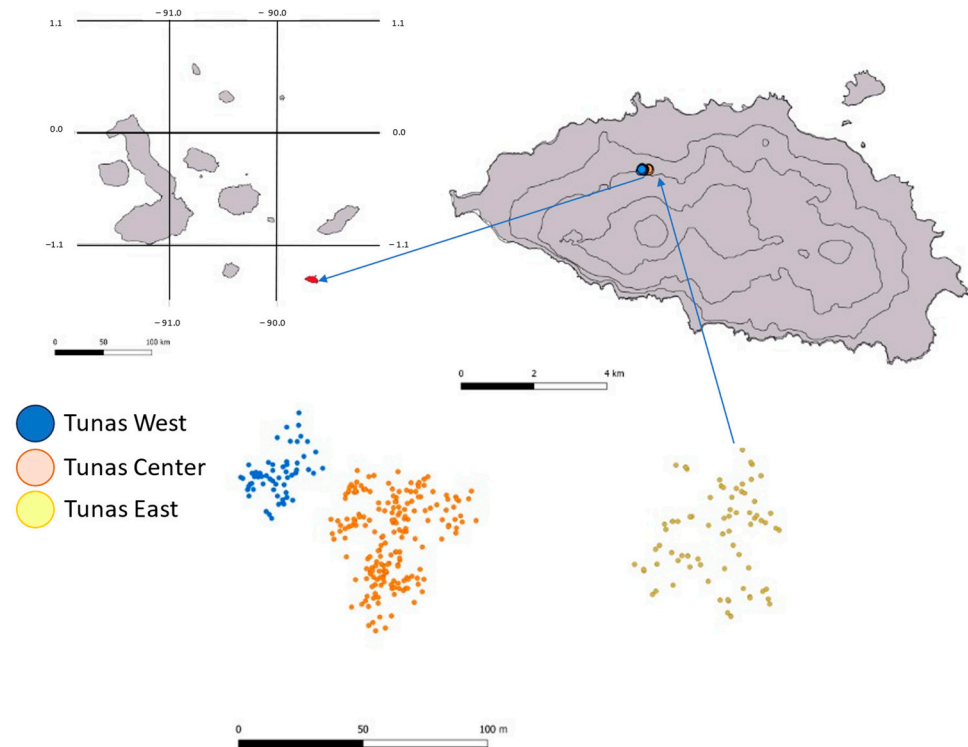 −91.0 −90.0
1.1 1.1
0.0 0.0
−1.1 −1.1
−91.0 −90.0
0 50 100 km
0 2 4 km
Tunas West
Tunas Center
Tunas East
0 50 100 m